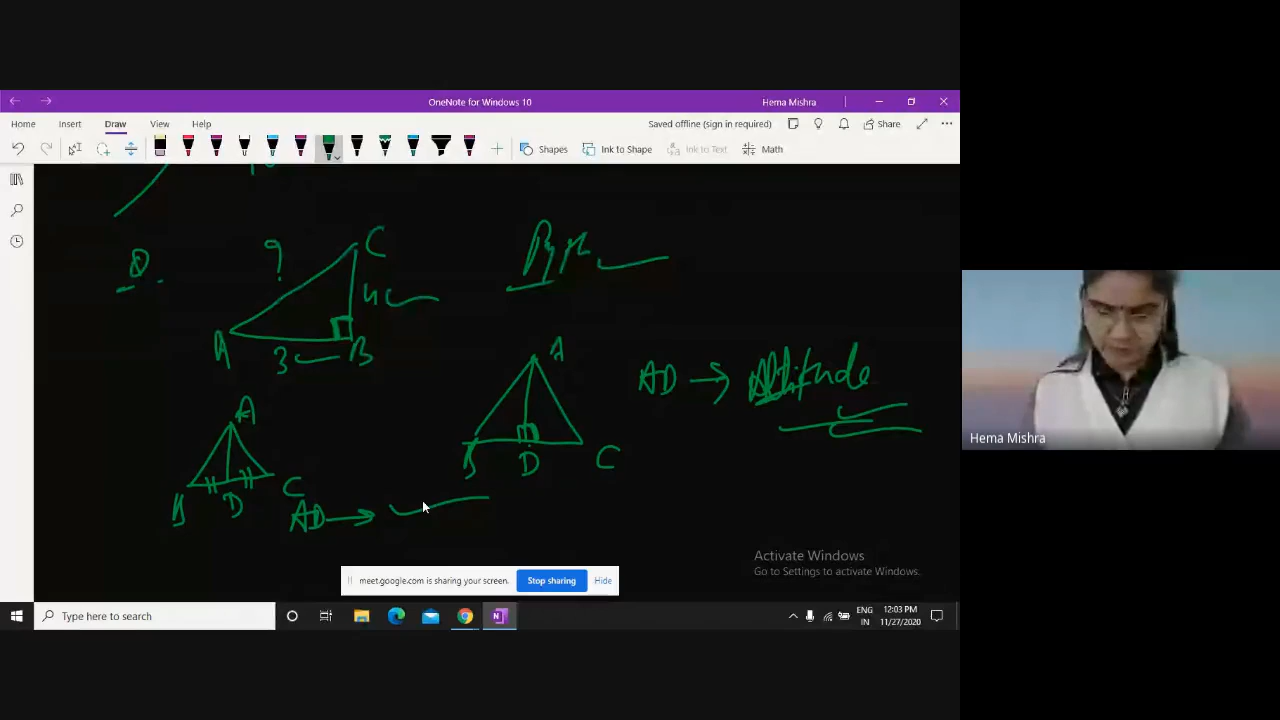 OneNote for Windows 10
Hema Mishra
Home Insert Draw View Help
Saved offline (sign in required)
Share
Shapes
Ink to Shape
Ink to Text
Math
Q.
?
C
4
A
3
B
Pyth
A
B
D
C
AD → Altitude
A
B
D
C
AD →
Hema Mishra
Activate Windows
Go to Settings to activate Windows.
meet.google.com is sharing your screen.
Stop sharing
Hide
Type here to search
ENG
IN
12:03 PM
11/27/2020